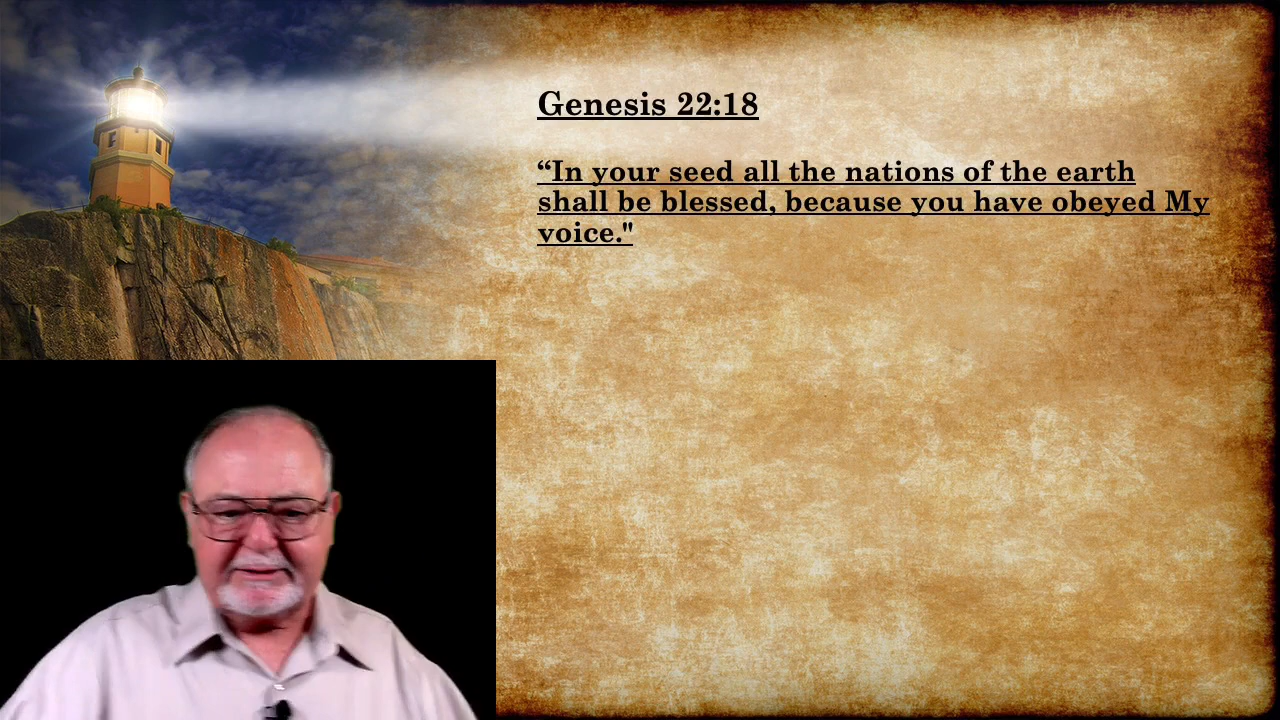 Genesis 22:18
“In your seed all the nations of the earth
shall be blessed, because you have obeyed My
voice."